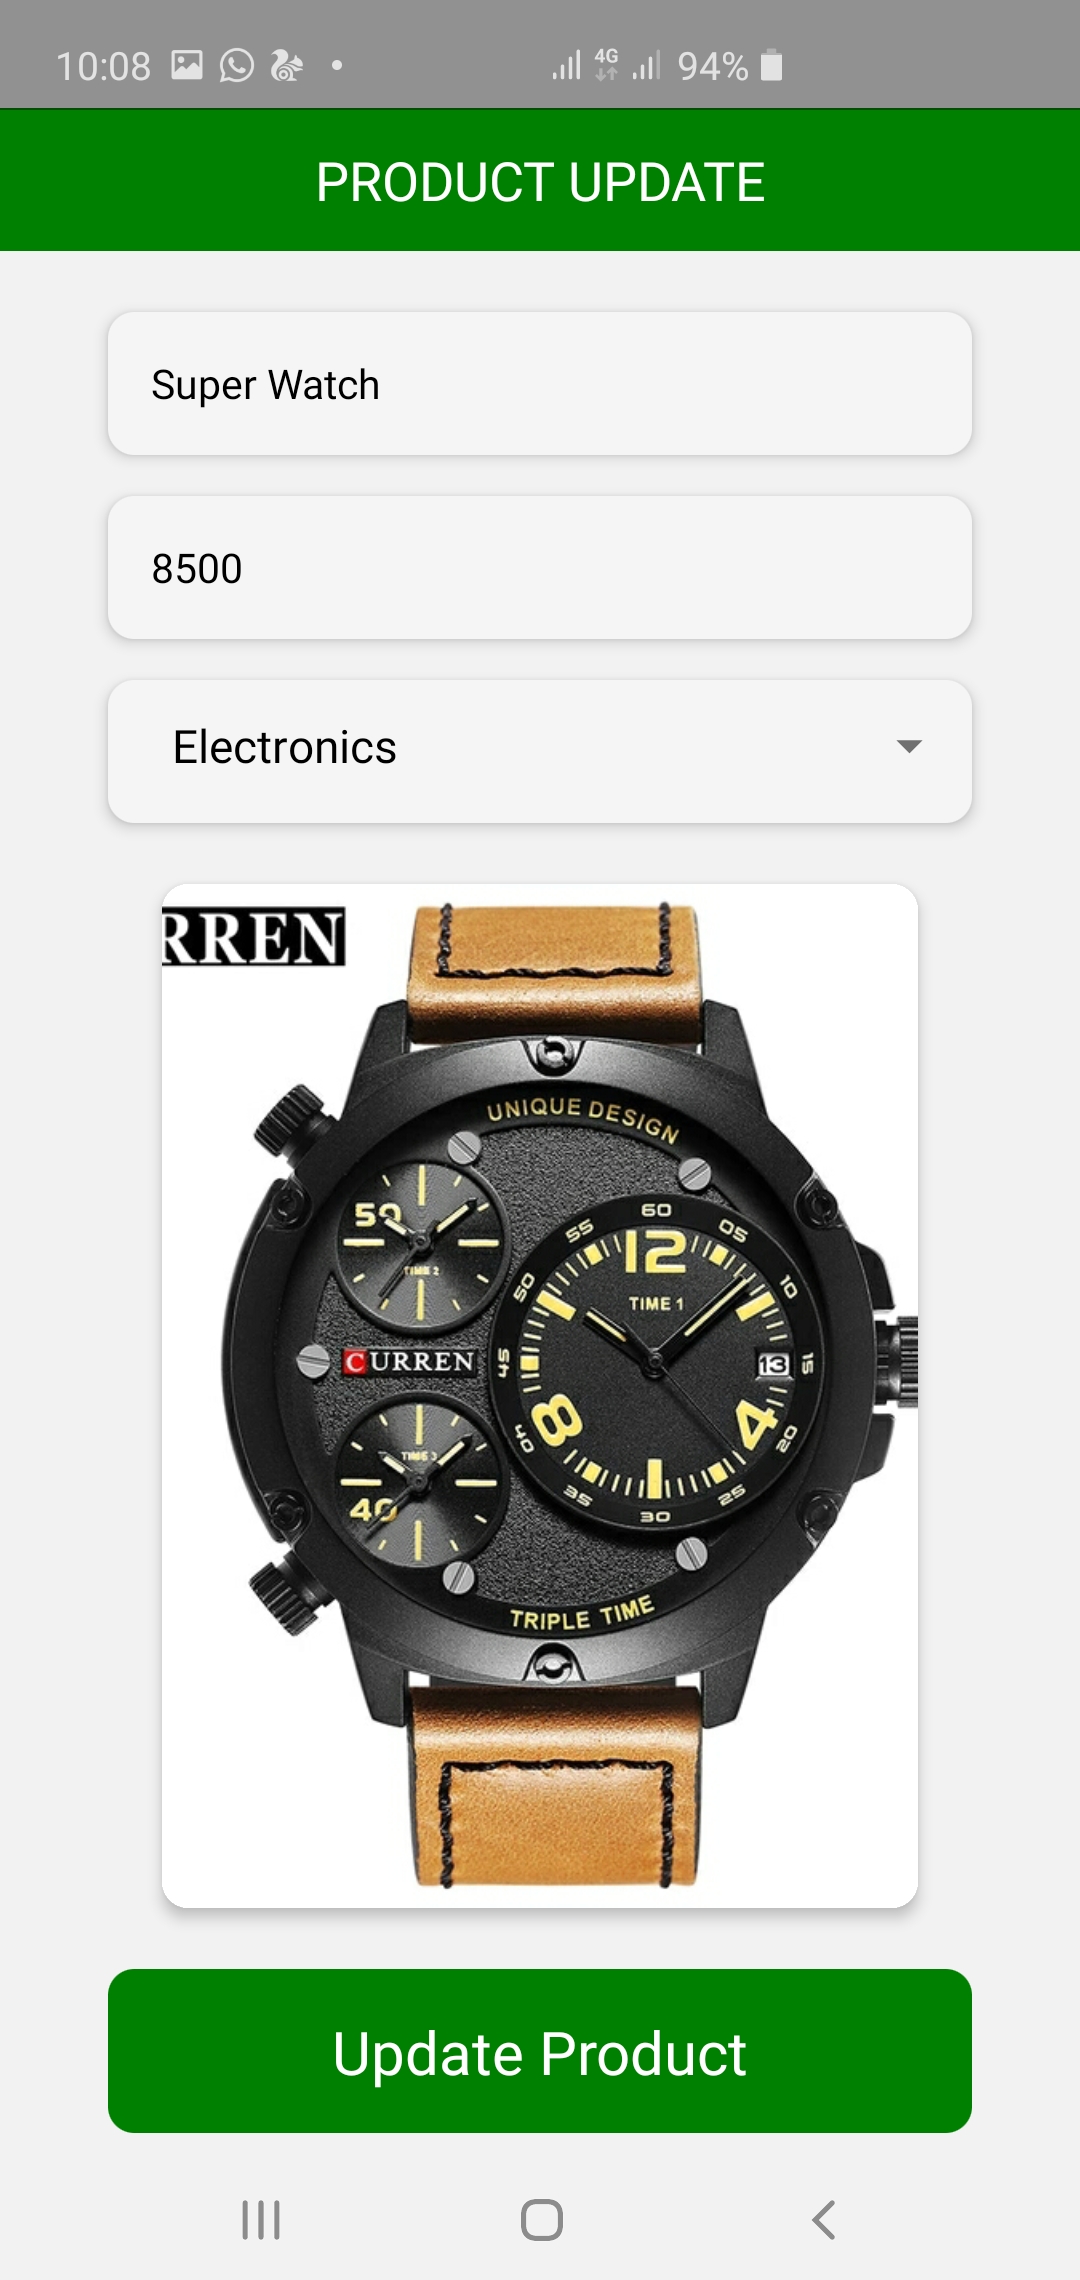 10:08 4G 94%
PRODUCT UPDATE
Super Watch
8500
Electronics
RREN
UNIQUE DESIGN
60
55 05
50 12 10
50
TIME 2
TIME 1
CURREN
45 13 15
TIME 3
8 4
40 20
40
35 25
30
TRIPLE TIME
Update Product